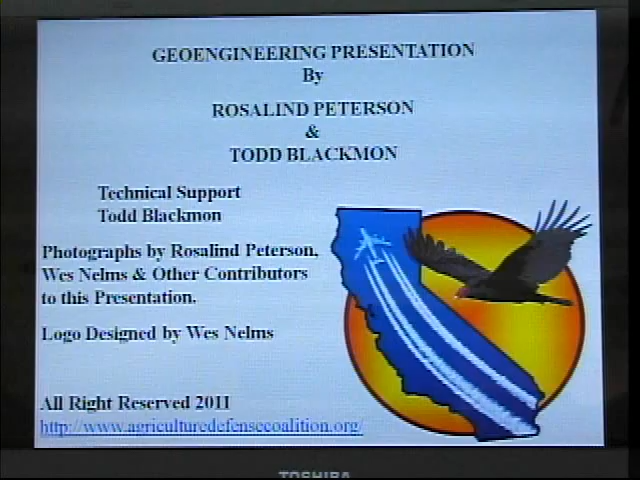 GEOENGINEERING PRESENTATION
By
ROSALIND PETERSON
&
TODD BLACKMON
Technical Support
Todd Blackmon
Photographs by Rosalind Peterson,
Wes Nelms & Other Contributors
to this Presentation.
Logo Designed by Wes Nelms
All Right Reserved 2011
http://www.agriculturedefensecoalition.org/
TOSHIBA